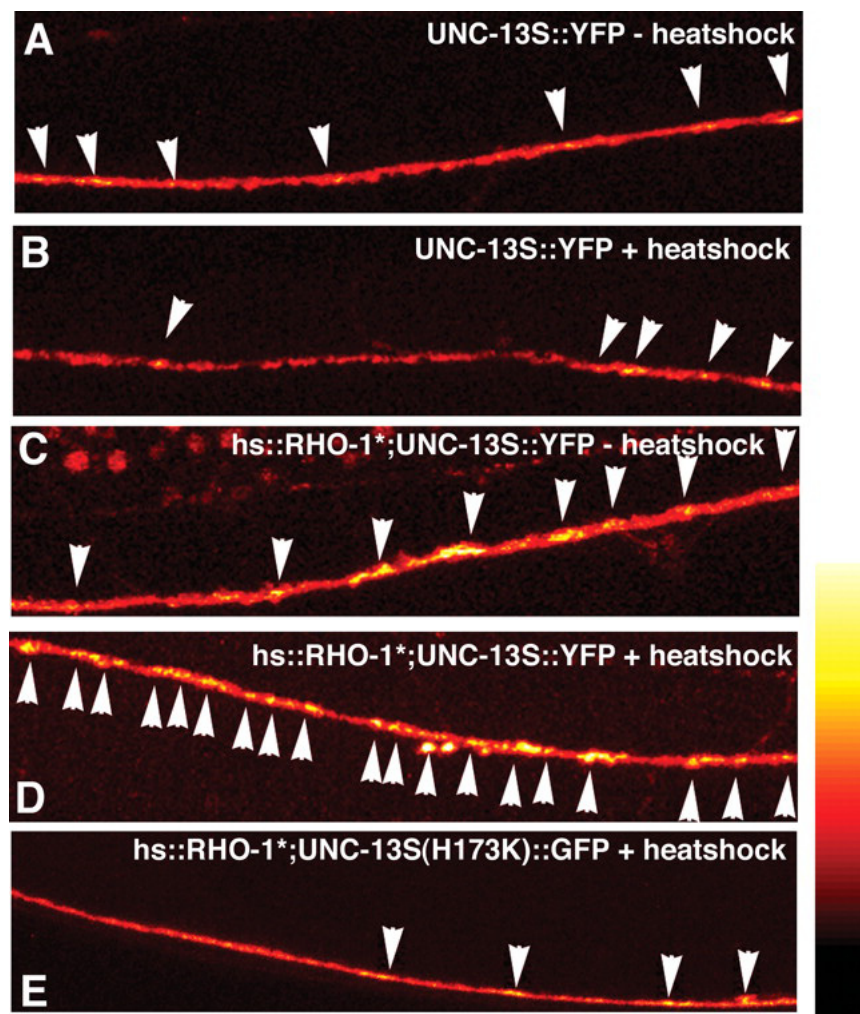 A
UNC-13S::YFP - heatshock
B
UNC-13S::YFP + heatshock
C
hs::RHO-1*;UNC-13S::YFP - heatshock
hs::RHO-1*;UNC-13S::YFP + heatshock
D
hs::RHO-1*;UNC-13S(H173K)::GFP + heatshock
E